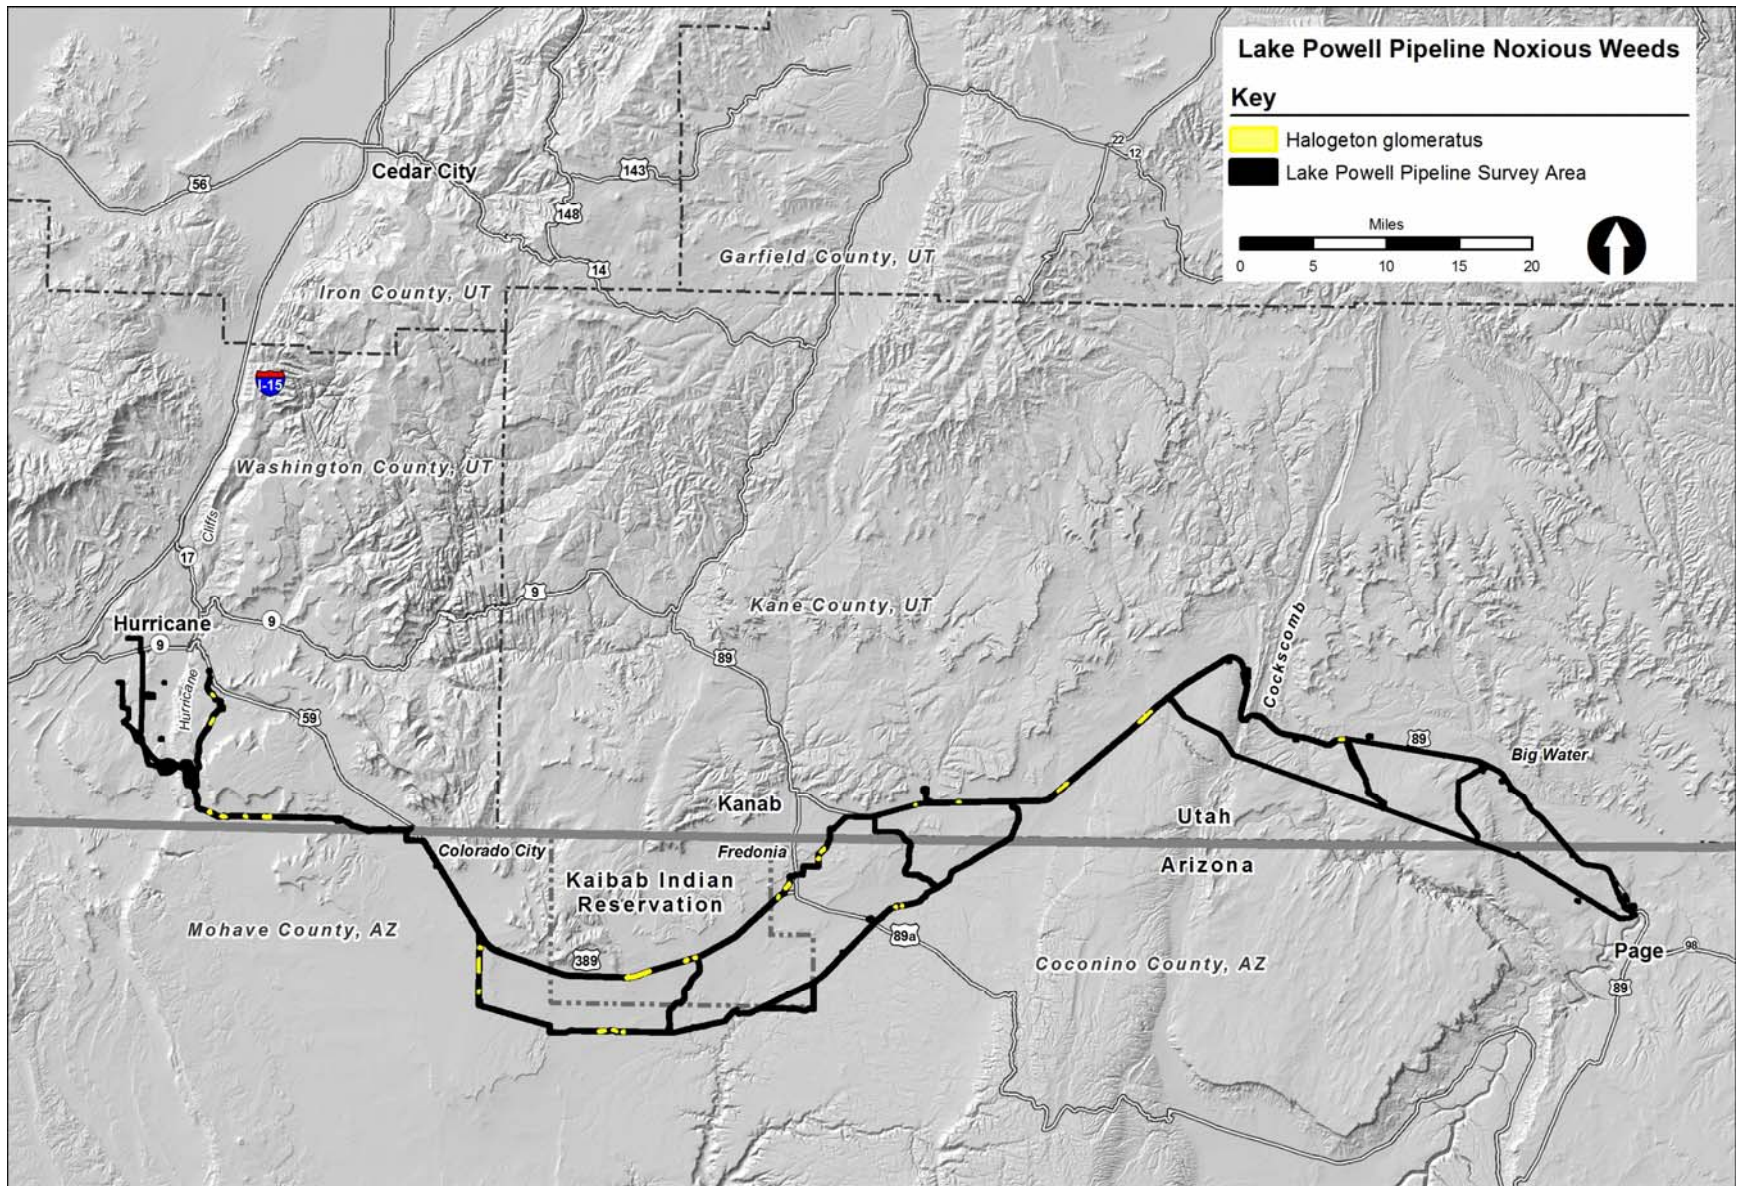 Lake Powell Pipeline Noxious Weeds
Key
Halogeton glomeratus
Lake Powell Pipeline Survey Area
Miles
0 5 10 15 20
22
12
143
56
Cedar City
148
14
Garfield County, UT
Iron County, UT
I-15
Washington County, UT
Cliffs
17
9
Kane County, UT
Hurricane
9
9
89
Cockscomb
Hurricane
59
89
Big Water
Kanab
Utah
Colorado City
Fredonia
Arizona
Kaibab Indian
Reservation
Mohave County, AZ
89a
389
Coconino County, AZ
98
Page
89